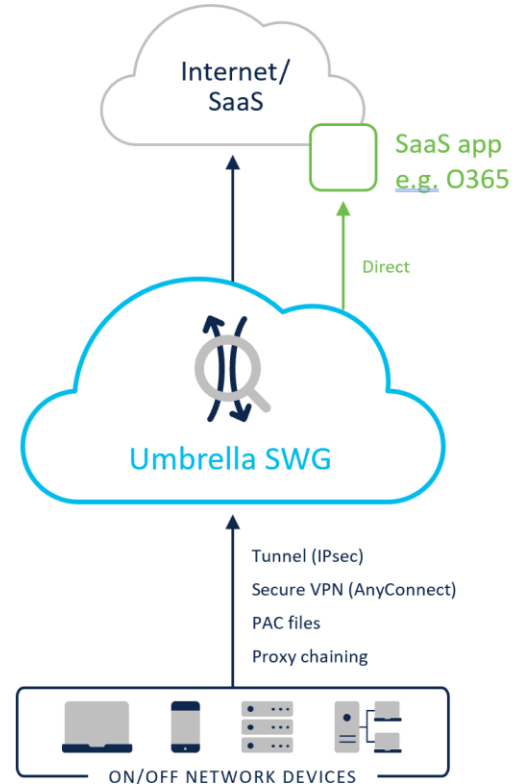 Internet/
SaaS
SaaS app
e.g. O365
Direct
Umbrella SWG
Tunnel (IPsec)
Secure VPN (AnyConnect)
PAC files
Proxy chaining
ON/OFF NETWORK DEVICES